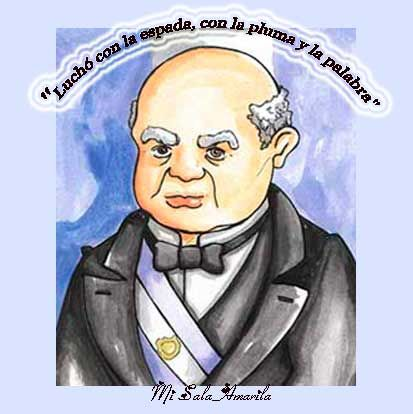 "Luchó con la espada, con la pluma y la palabra"
Mi Sala Amarilla